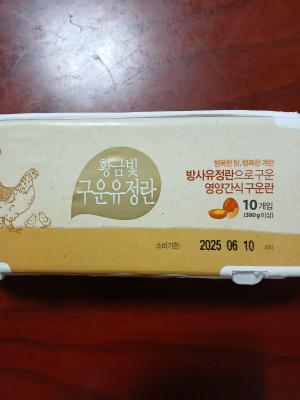 황금빛
구운유정란
행복한 닭, 행복한 계란
방사유정란으로구운
영양간식 구운란
10개입
(380g이상)
소비기한: 2025 06 10 까지